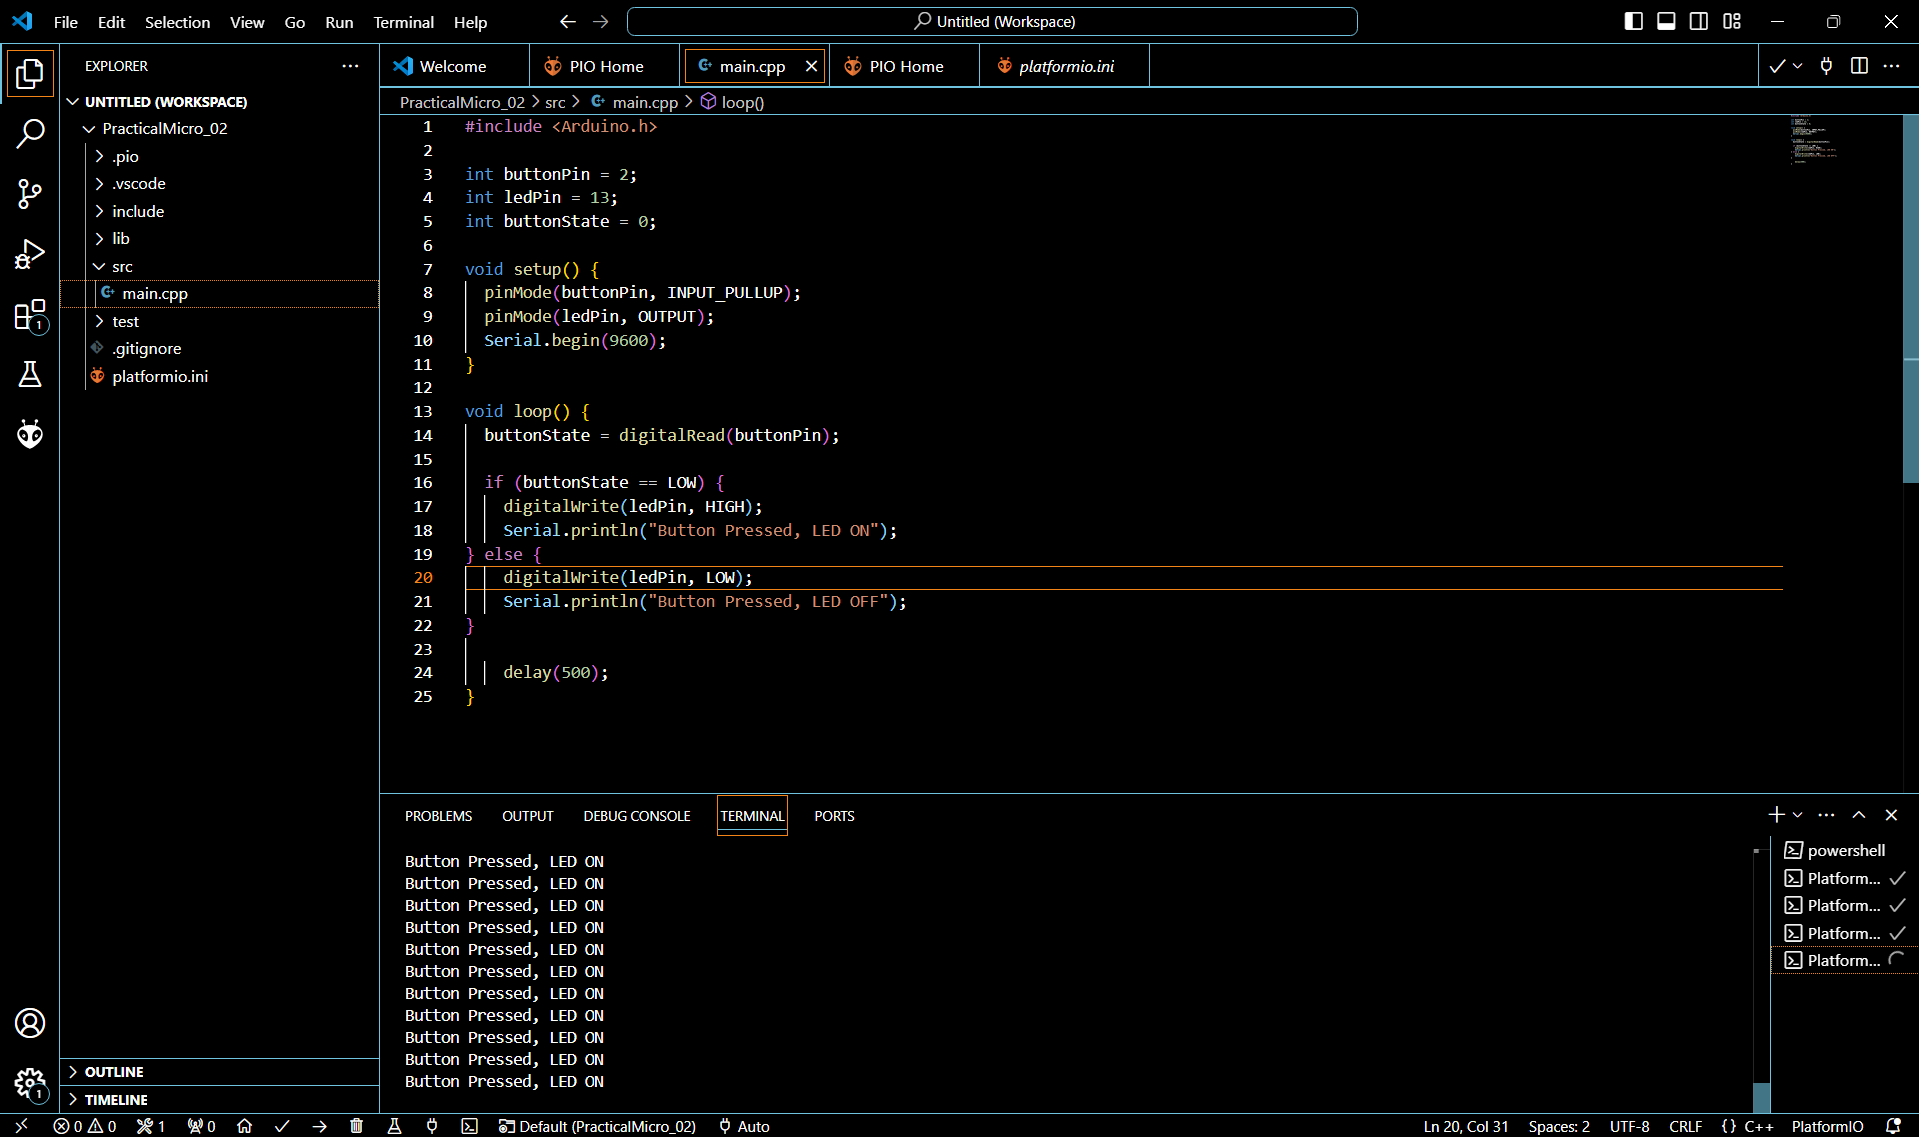 File Edit Selection View Go Run Terminal Help
Untitled (Workspace)
EXPLORER
UNTITLED (WORKSPACE)
PracticalMicro_02
.pio
.vscode
include
lib
src
main.cpp
test
.gitignore
platformio.ini
OUTLINE
TIMELINE
1
1
Welcome PIO Home main.cpp PIO Home platformio.ini
PracticalMicro_02 > src > main.cpp > loop()
1 #include <Arduino.h>
2
3 int buttonPin = 2;
4 int ledPin = 13;
5 int buttonState = 0;
6
7 void setup() {
8 pinMode(buttonPin, INPUT_PULLUP);
9 pinMode(ledPin, OUTPUT);
10 Serial.begin(9600);
11 }
12
13 void loop() {
14 buttonState = digitalRead(buttonPin);
15
16 if (buttonState == LOW) {
17 digitalWrite(ledPin, HIGH);
18 Serial.println("Button Pressed, LED ON");
19 } else {
20 digitalWrite(ledPin, LOW);
21 Serial.println("Button Pressed, LED OFF");
22 }
23
24 delay(500);
25 }
PROBLEMS OUTPUT DEBUG CONSOLE TERMINAL PORTS
Button Pressed, LED ON
Button Pressed, LED ON
Button Pressed, LED ON
Button Pressed, LED ON
Button Pressed, LED ON
Button Pressed, LED ON
Button Pressed, LED ON
Button Pressed, LED ON
Button Pressed, LED ON
Button Pressed, LED ON
Button Pressed, LED ON
powershell
Platform...
Platform...
Platform...
Platform...
0 0 1 0 Default (PracticalMicro_02) Auto Ln 20, Col 31 Spaces: 2 UTF-8 CRLF {} C++ PlatformIO